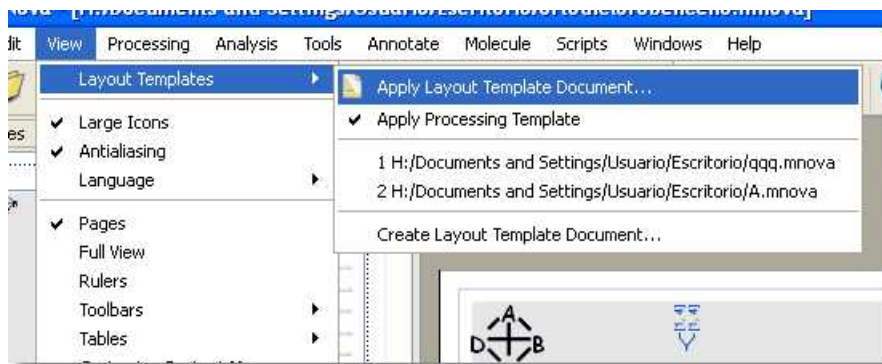 dit View Processing Analysis Tools Annotate Molecule Scripts Windows Help
Layout Templates
Large Icons
Antialiasing
Language
Pages
Full View
Rulers
Toolbars
Tables
Apply Layout Template Document...
Apply Processing Template
1 H:/Documents and Settings/Usuario/Escritorio/qqq.mnova
2 H:/Documents and Settings/Usuario/Escritorio/A.mnova
Create Layout Template Document...
es
A
D B